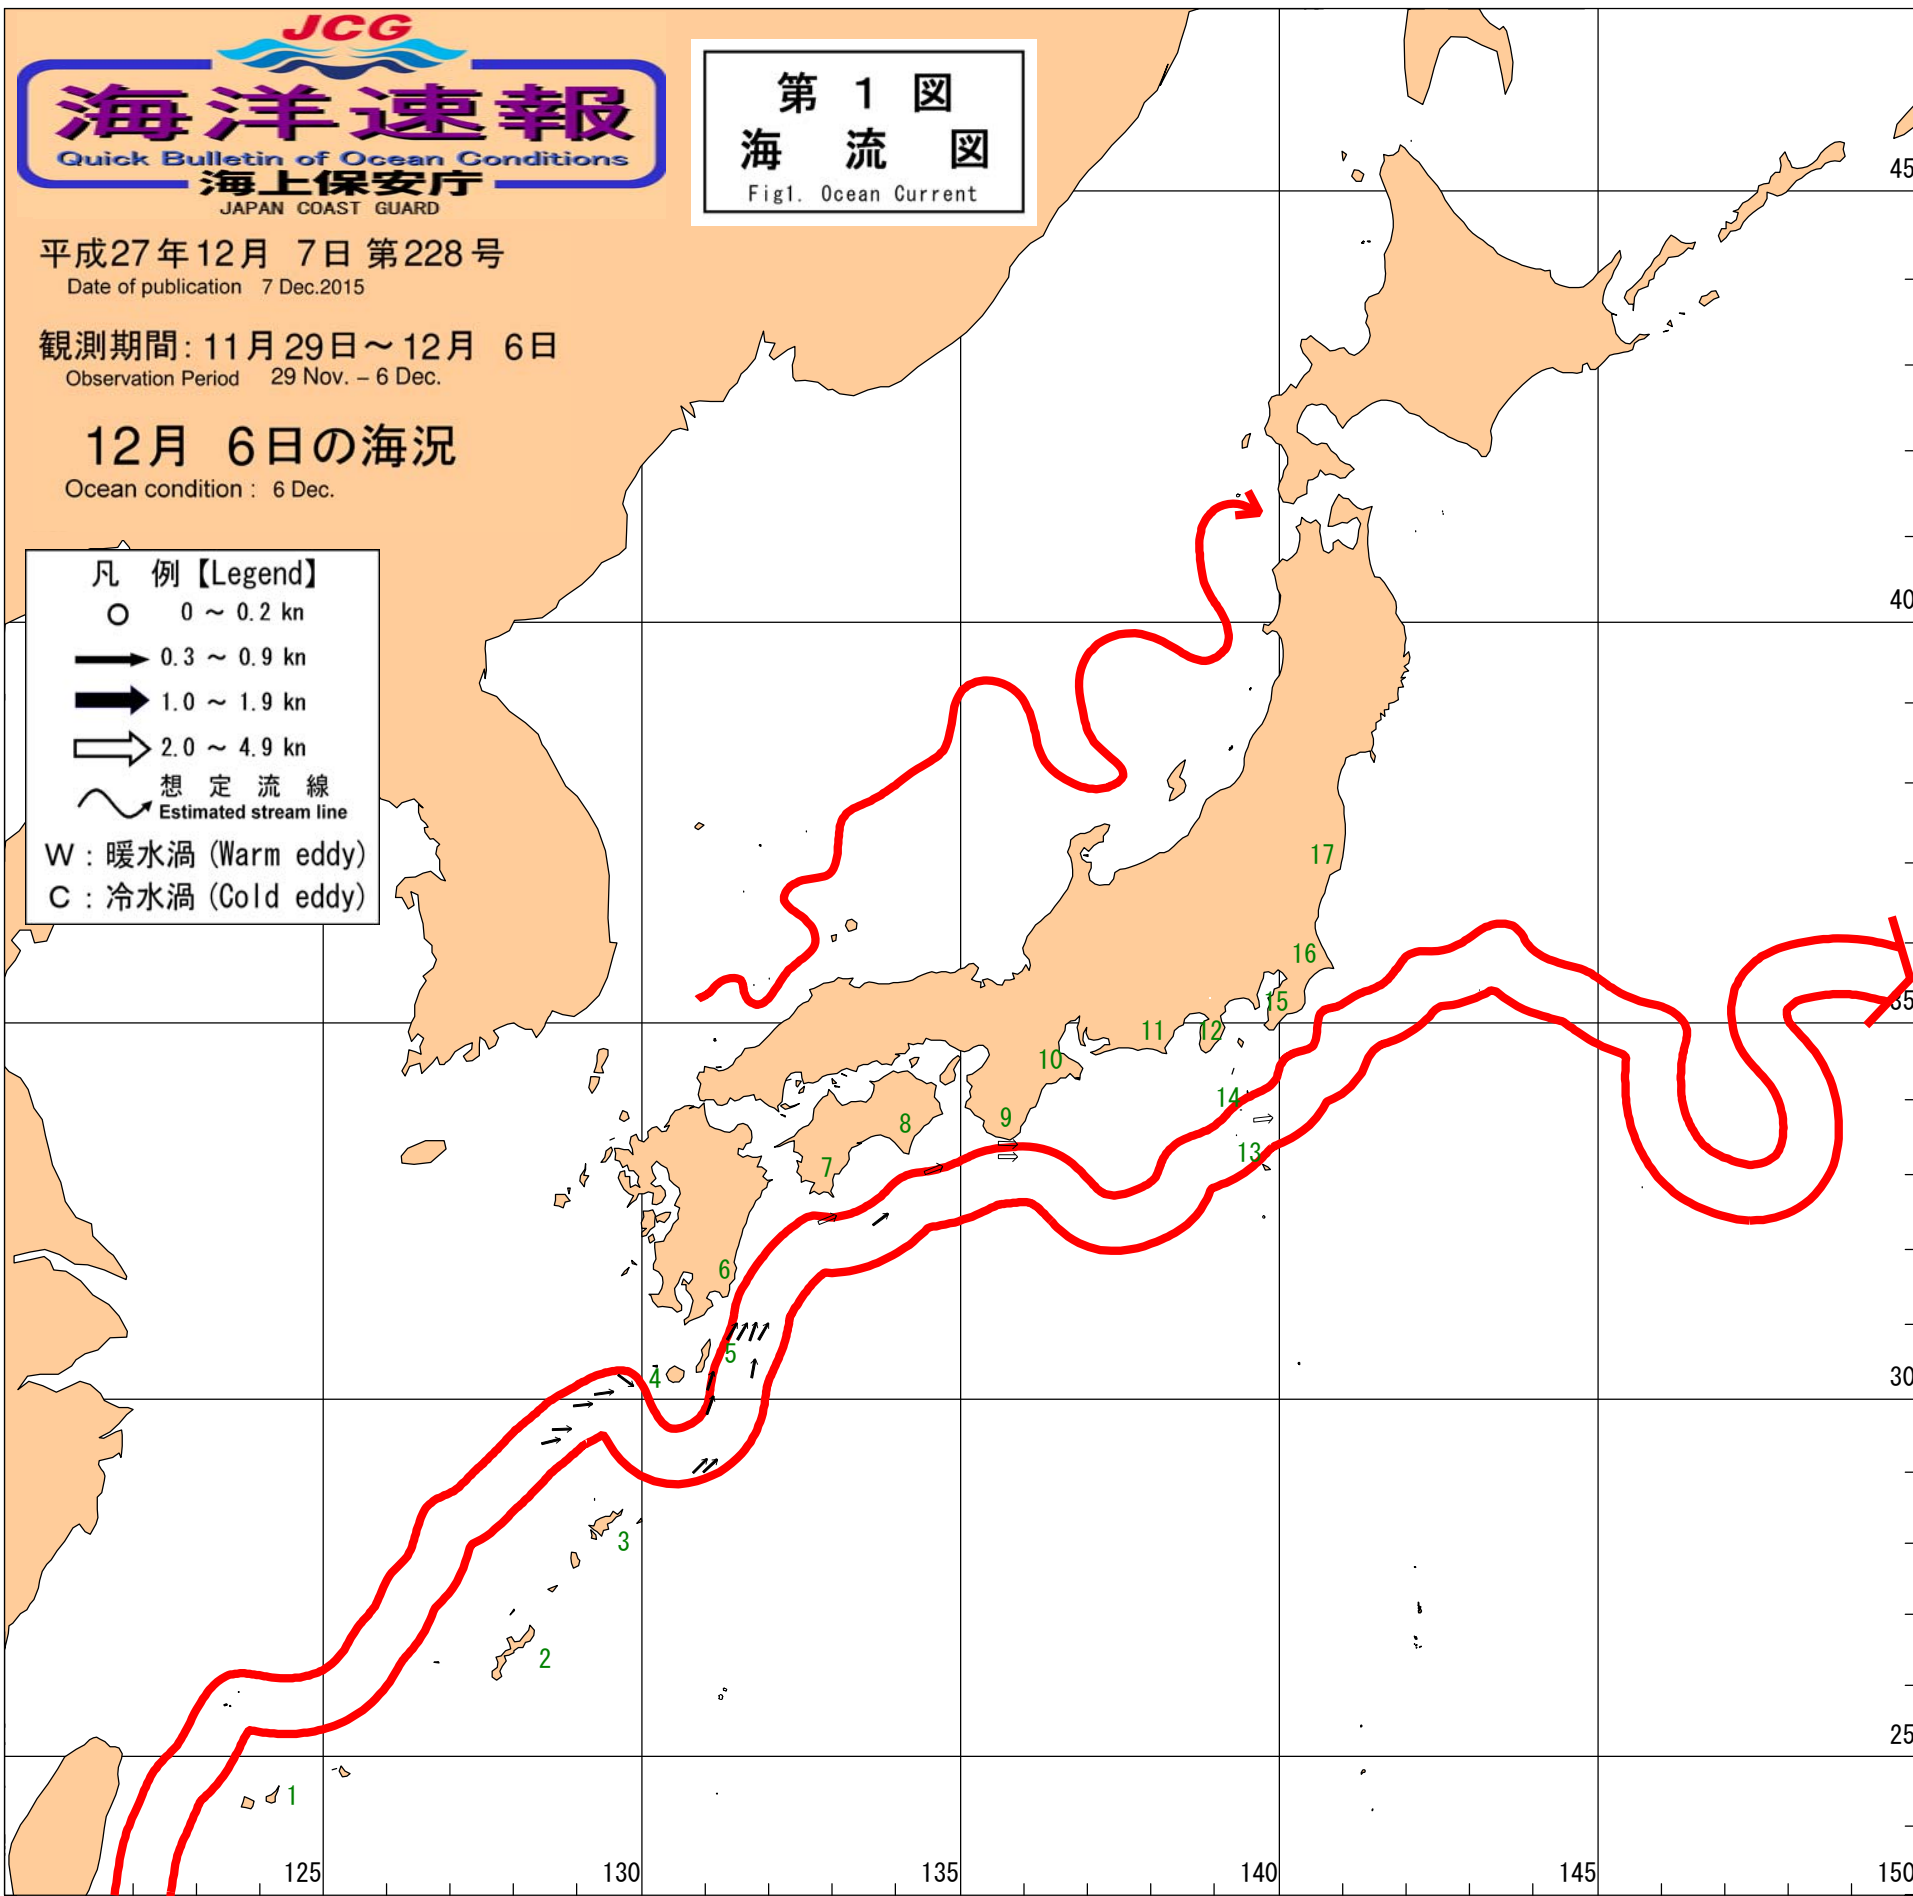 JCG
海洋速報
Quick Bulletin of Ocean Conditions
海上保安庁
JAPAN COAST GUARD
第 1 図
海 流 図
Fig1. Ocean Current
平成27年12月 7日 第228号
Date of publication 7 Dec.2015
観測期間: 11月29日～12月 6日
Observation Period 29 Nov. – 6 Dec.
12月 6日の海況
Ocean condition : 6 Dec.
凡 例【Legend】
0 ～ 0.2 kn
0.3 ～ 0.9 kn
1.0 ～ 1.9 kn
2.0 ～ 4.9 kn
想 定 流 線
Estimated stream line
W : 暖水渦 (Warm eddy)
C : 冷水渦 (Cold eddy)
45
40
35
30
25
17
16
15
12
11
10
14
13
9
8
7
6
5
4
3
2
1
125
130
135
140
145
150